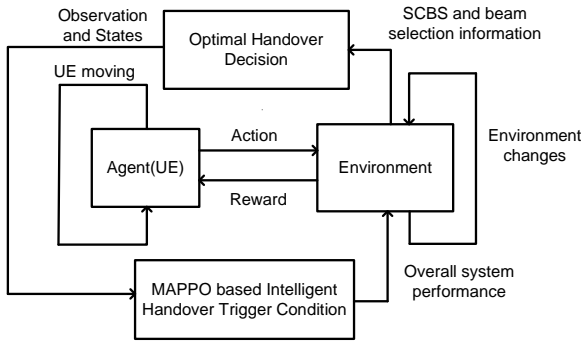 Observation
and States
Optimal Handover
Decision
SCBS and beam
selection information
UE moving
Agent(UE)
Action
Reward
Environment
Environment
changes
MAPPO based Intelligent
Handover Trigger Condition
Overall system
performance